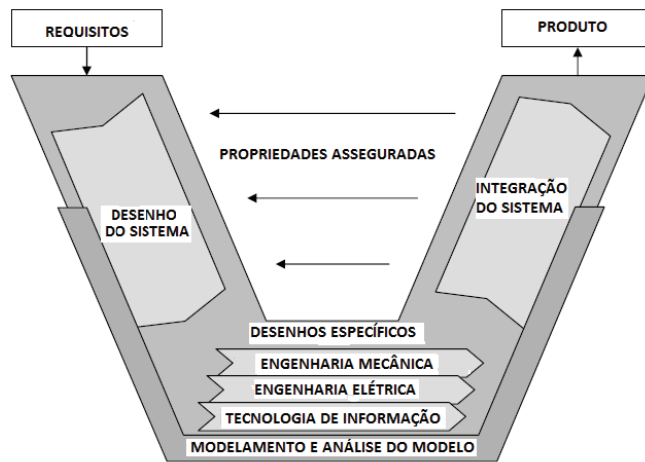 REQUISITOS
PRODUTO
PROPRIEDADES ASSEGURADAS
DESENHO
DO SISTEMA
INTEGRAÇÃO
DO SISTEMA
DESENHOS ESPECÍFICOS
ENGENHARIA MECÂNICA
ENGENHARIA ELÉTRICA
TECNOLOGIA DE INFORMAÇÃO
MODELAMENTO E ANÁLISE DO MODELO